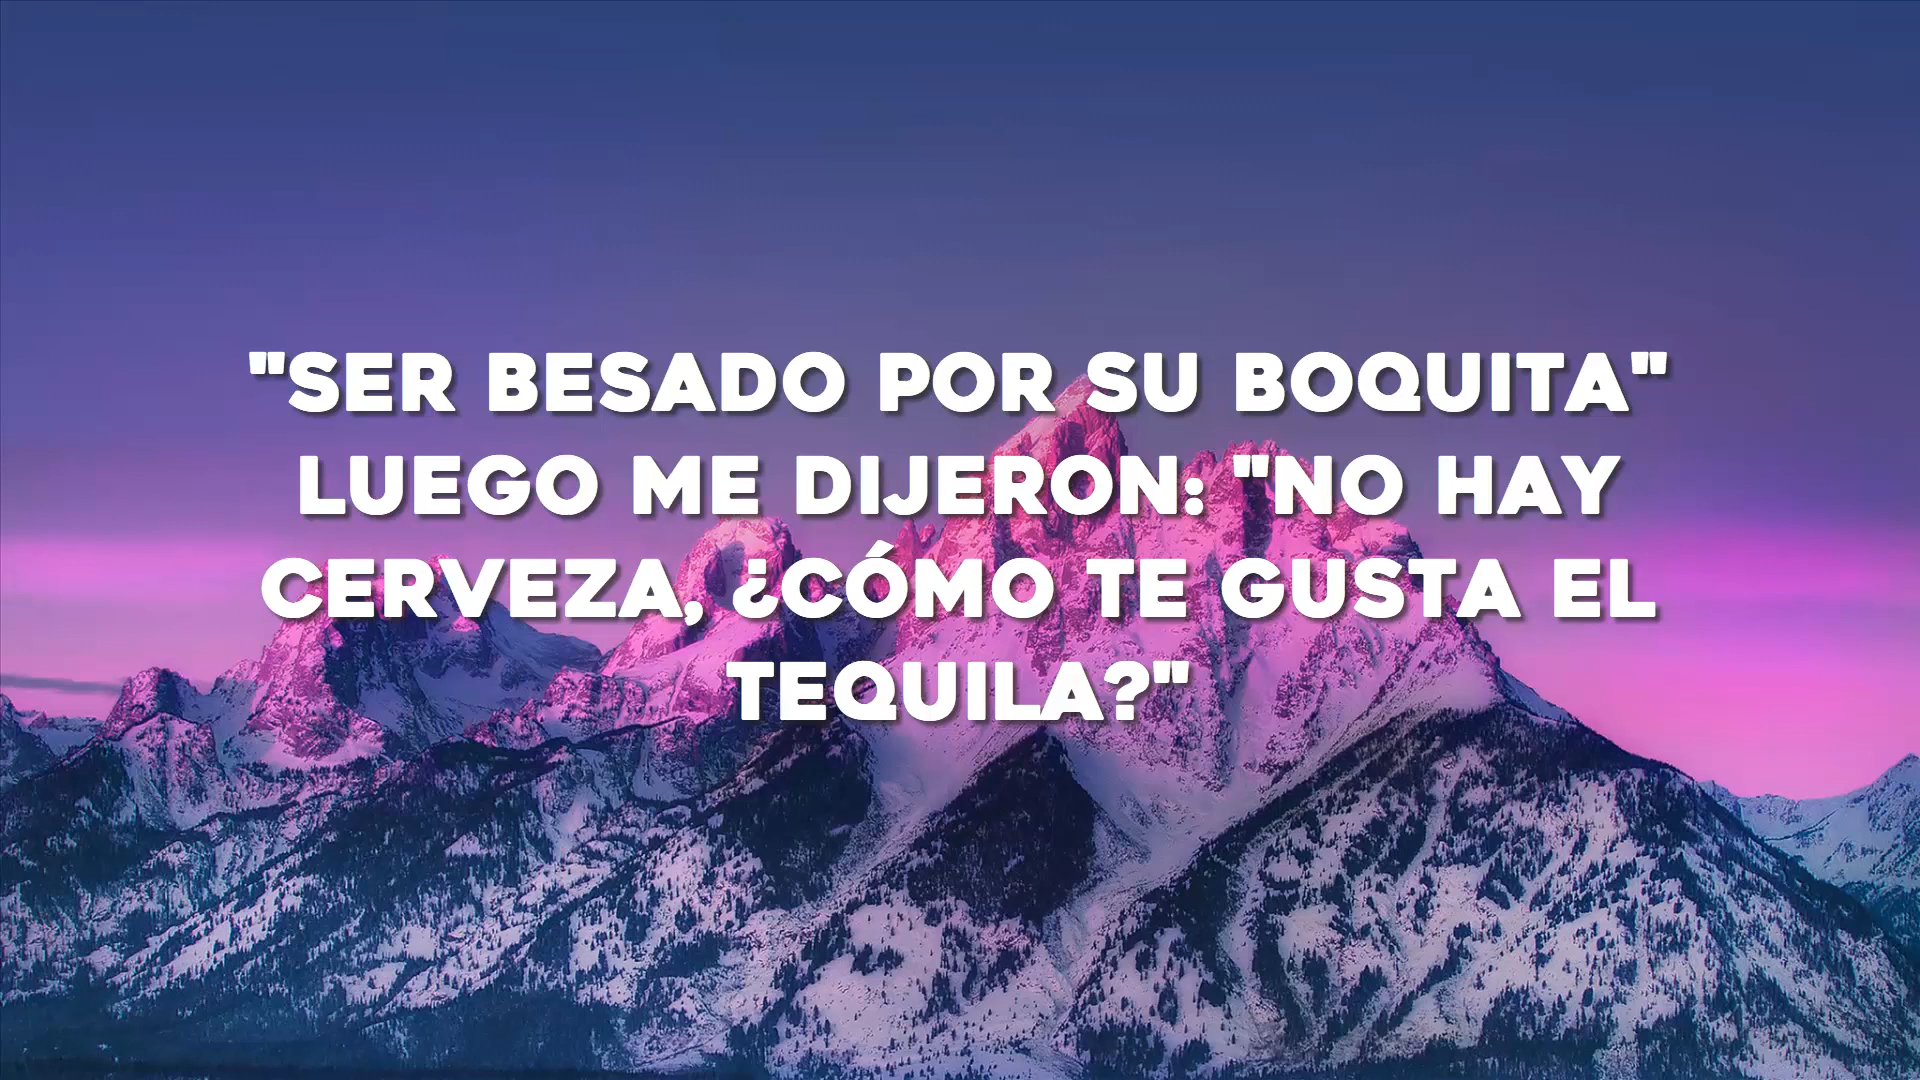 "SER BESADO POR SU BOQUITA"
LUEGO ME DIJERON: "NO HAY
CERVEZA, ¿CÓMO TE GUSTA EL
TEQUILA?"